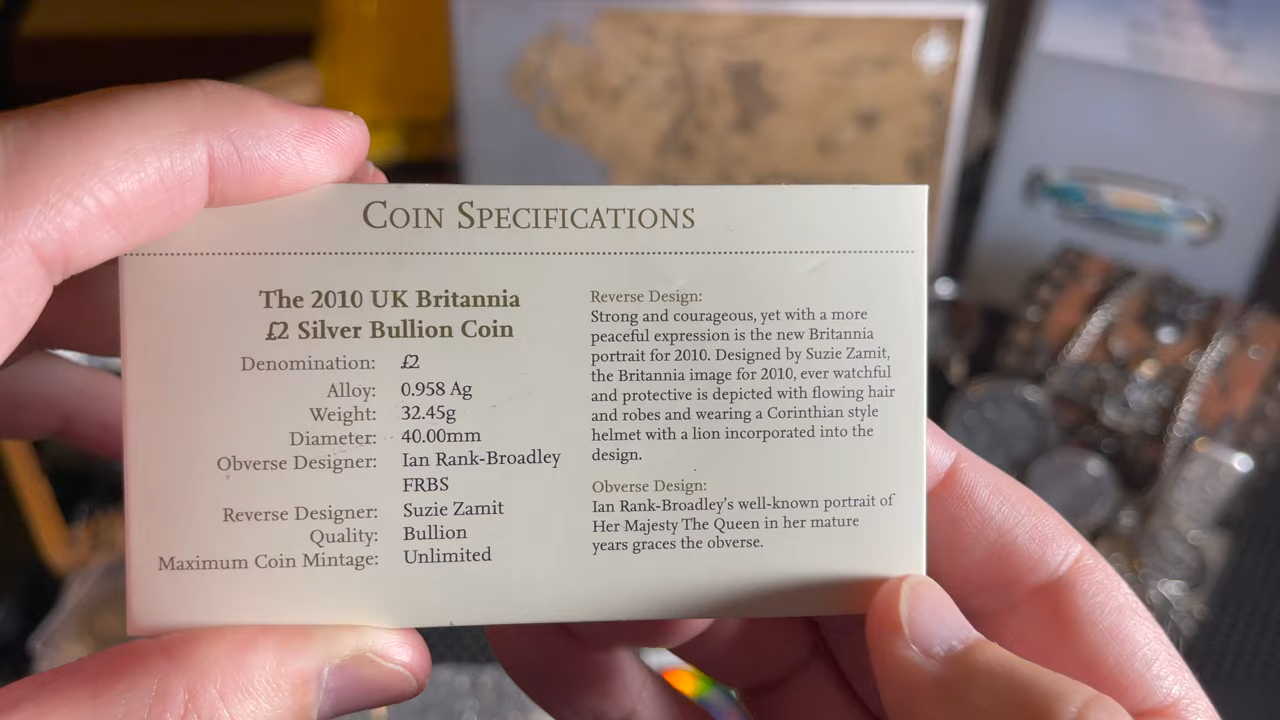 COIN SPECIFICATIONS
The 2010 UK Britannia
£2 Silver Bullion Coin
Denomination: £2
Alloy: 0.958 Ag
Weight: 32.45g
Diameter: 40.00mm
Obverse Designer: Ian Rank-Broadley
FRBS
Reverse Designer: Suzie Zamit
Quality: Bullion
Maximum Coin Mintage: Unlimited
Reverse Design:
Strong and courageous, yet with a more
peaceful expression is the new Britannia
portrait for 2010. Designed by Suzie Zamit,
the Britannia image for 2010, ever watchful
and protective is depicted with flowing hair
and robes and wearing a Corinthian style
helmet with a lion incorporated into the
design.
Obverse Design:
Ian Rank-Broadley's well-known portrait of
Her Majesty The Queen in her mature
years graces the obverse.